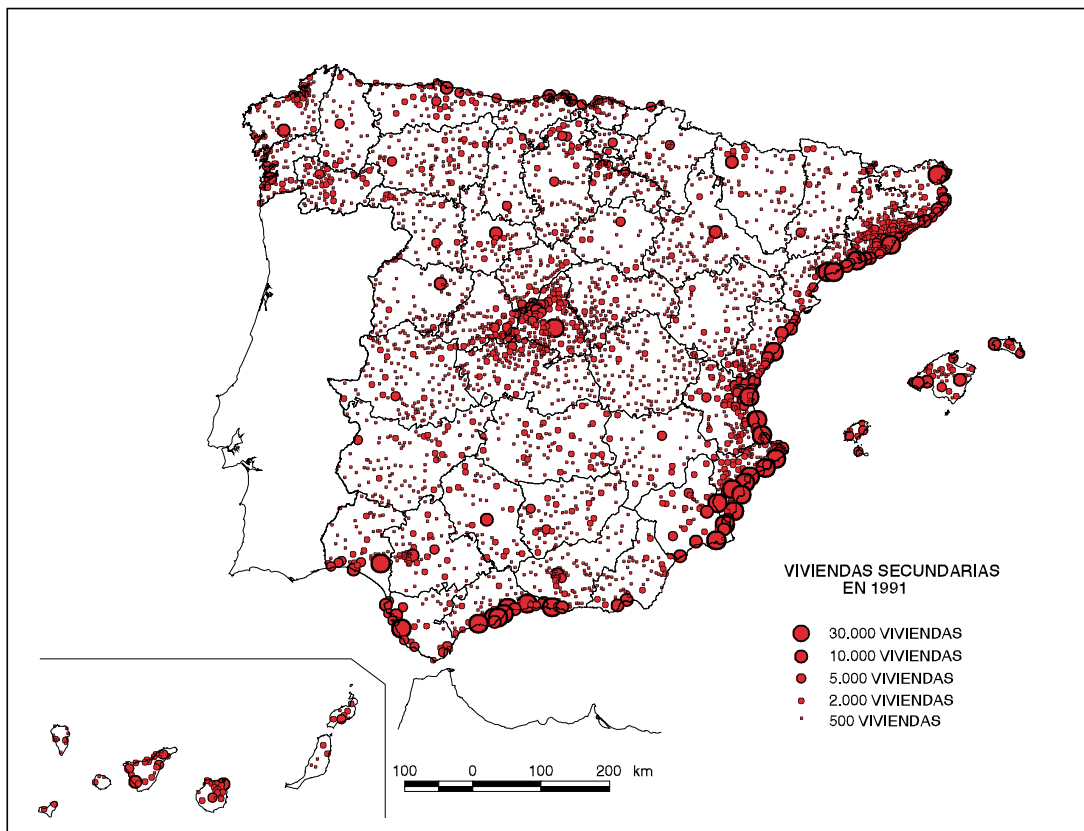 VIVIENDAS SECUNDARIAS
EN 1991
30.000 VIVIENDAS
10.000 VIVIENDAS
5.000 VIVIENDAS
2.000 VIVIENDAS
500 VIVIENDAS
100 0 100 200 km